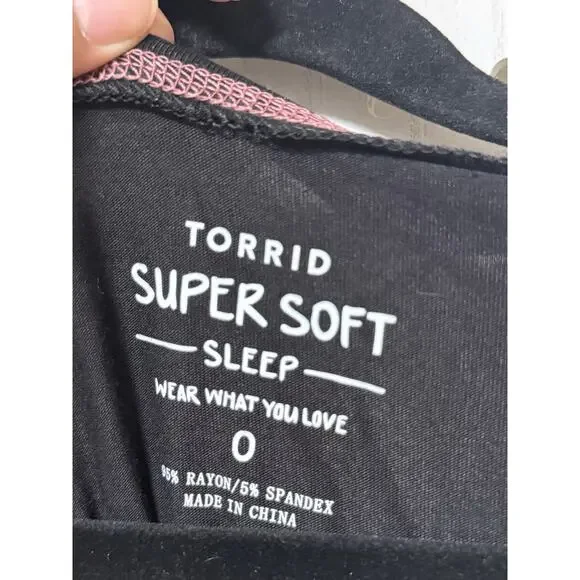 TORRID
SUPER SOFT
SLEEP
WEAR WHAT YOU LOVE
0
95% RAYON/5% SPANDEX
MADE IN CHINA